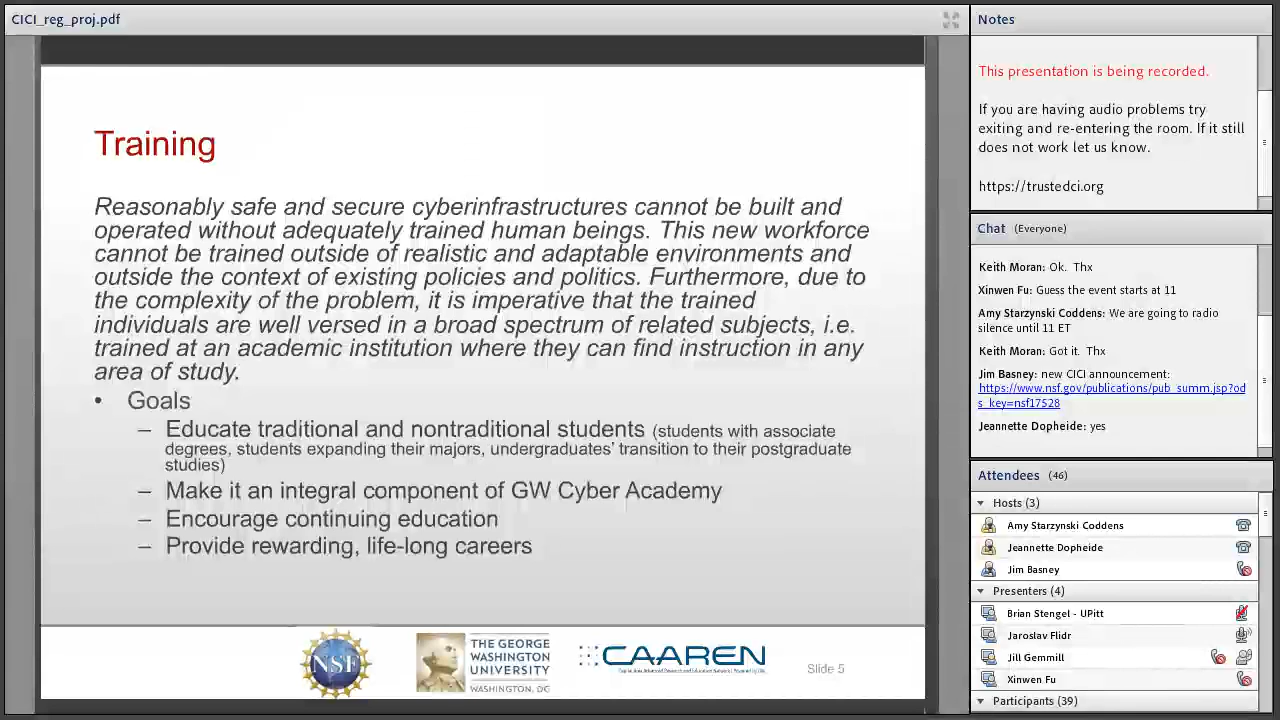 CICI_reg_proj.pdf
Training
Reasonably safe and secure cyberinfrastructures cannot be built and
operated without adequately trained human beings. This new workforce
cannot be trained outside of realistic and adaptable environments and
outside the context of existing policies and politics. Furthermore, due to
the complexity of the problem, it is imperative that the trained
individuals are well versed in a broad spectrum of related subjects, i.e.
trained at an academic institution where they can find instruction in any
area of study.
• Goals
– Educate traditional and nontraditional students (students with associate
degrees, students expanding their majors, undergraduates' transition to their postgraduate
studies)
– Make it an integral component of GW Cyber Academy
– Encourage continuing education
– Provide rewarding, life-long careers
NSF
THE GEORGE
WASHINGTON
UNIVERSITY
WASHINGTON, DC
CAAREN
Slide 5
Notes
This presentation is being recorded.
If you are having audio problems try
exiting and re-entering the room. If it still
does not work let us know.
https://trustedci.org
Chat (Everyone)
Keith Moran: Ok. Thx
Xinwen Fu: Guess the event starts at 11
Amy Starzynski Coddens: We are going to radio
silence until 11 ET
Keith Moran: Got it. Thx
Jim Basney: new CICI announcement:
https://www.nsf.gov/publications/pub_summ.jsp?od
s_key=nsf17528
Jeannette Dopheide: yes
Attendees (46)
Hosts (3)
Amy Starzynski Coddens
Jeannette Dopheide
Jim Basney
Presenters (4)
Brian Stengel - UPitt
Jaroslav Flidr
Jill Gemmill
Xinwen Fu
Participants (39)